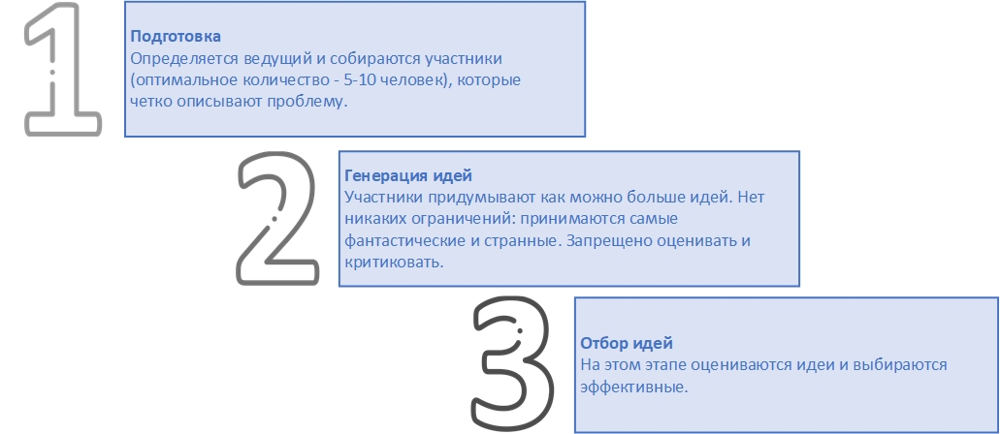 1
Подготовка
Определяется ведущий и собираются участники
(оптимальное количество - 5-10 человек), которые
четко описывают проблему.
2
Генерация идей
Участники придумывают как можно больше идей. Нет
никаких ограничений: принимаются самые
фантастические и странные. Запрещено оценивать и
критиковать.
3
Отбор идей
На этом этапе оцениваются идеи и выбираются
эффективные.